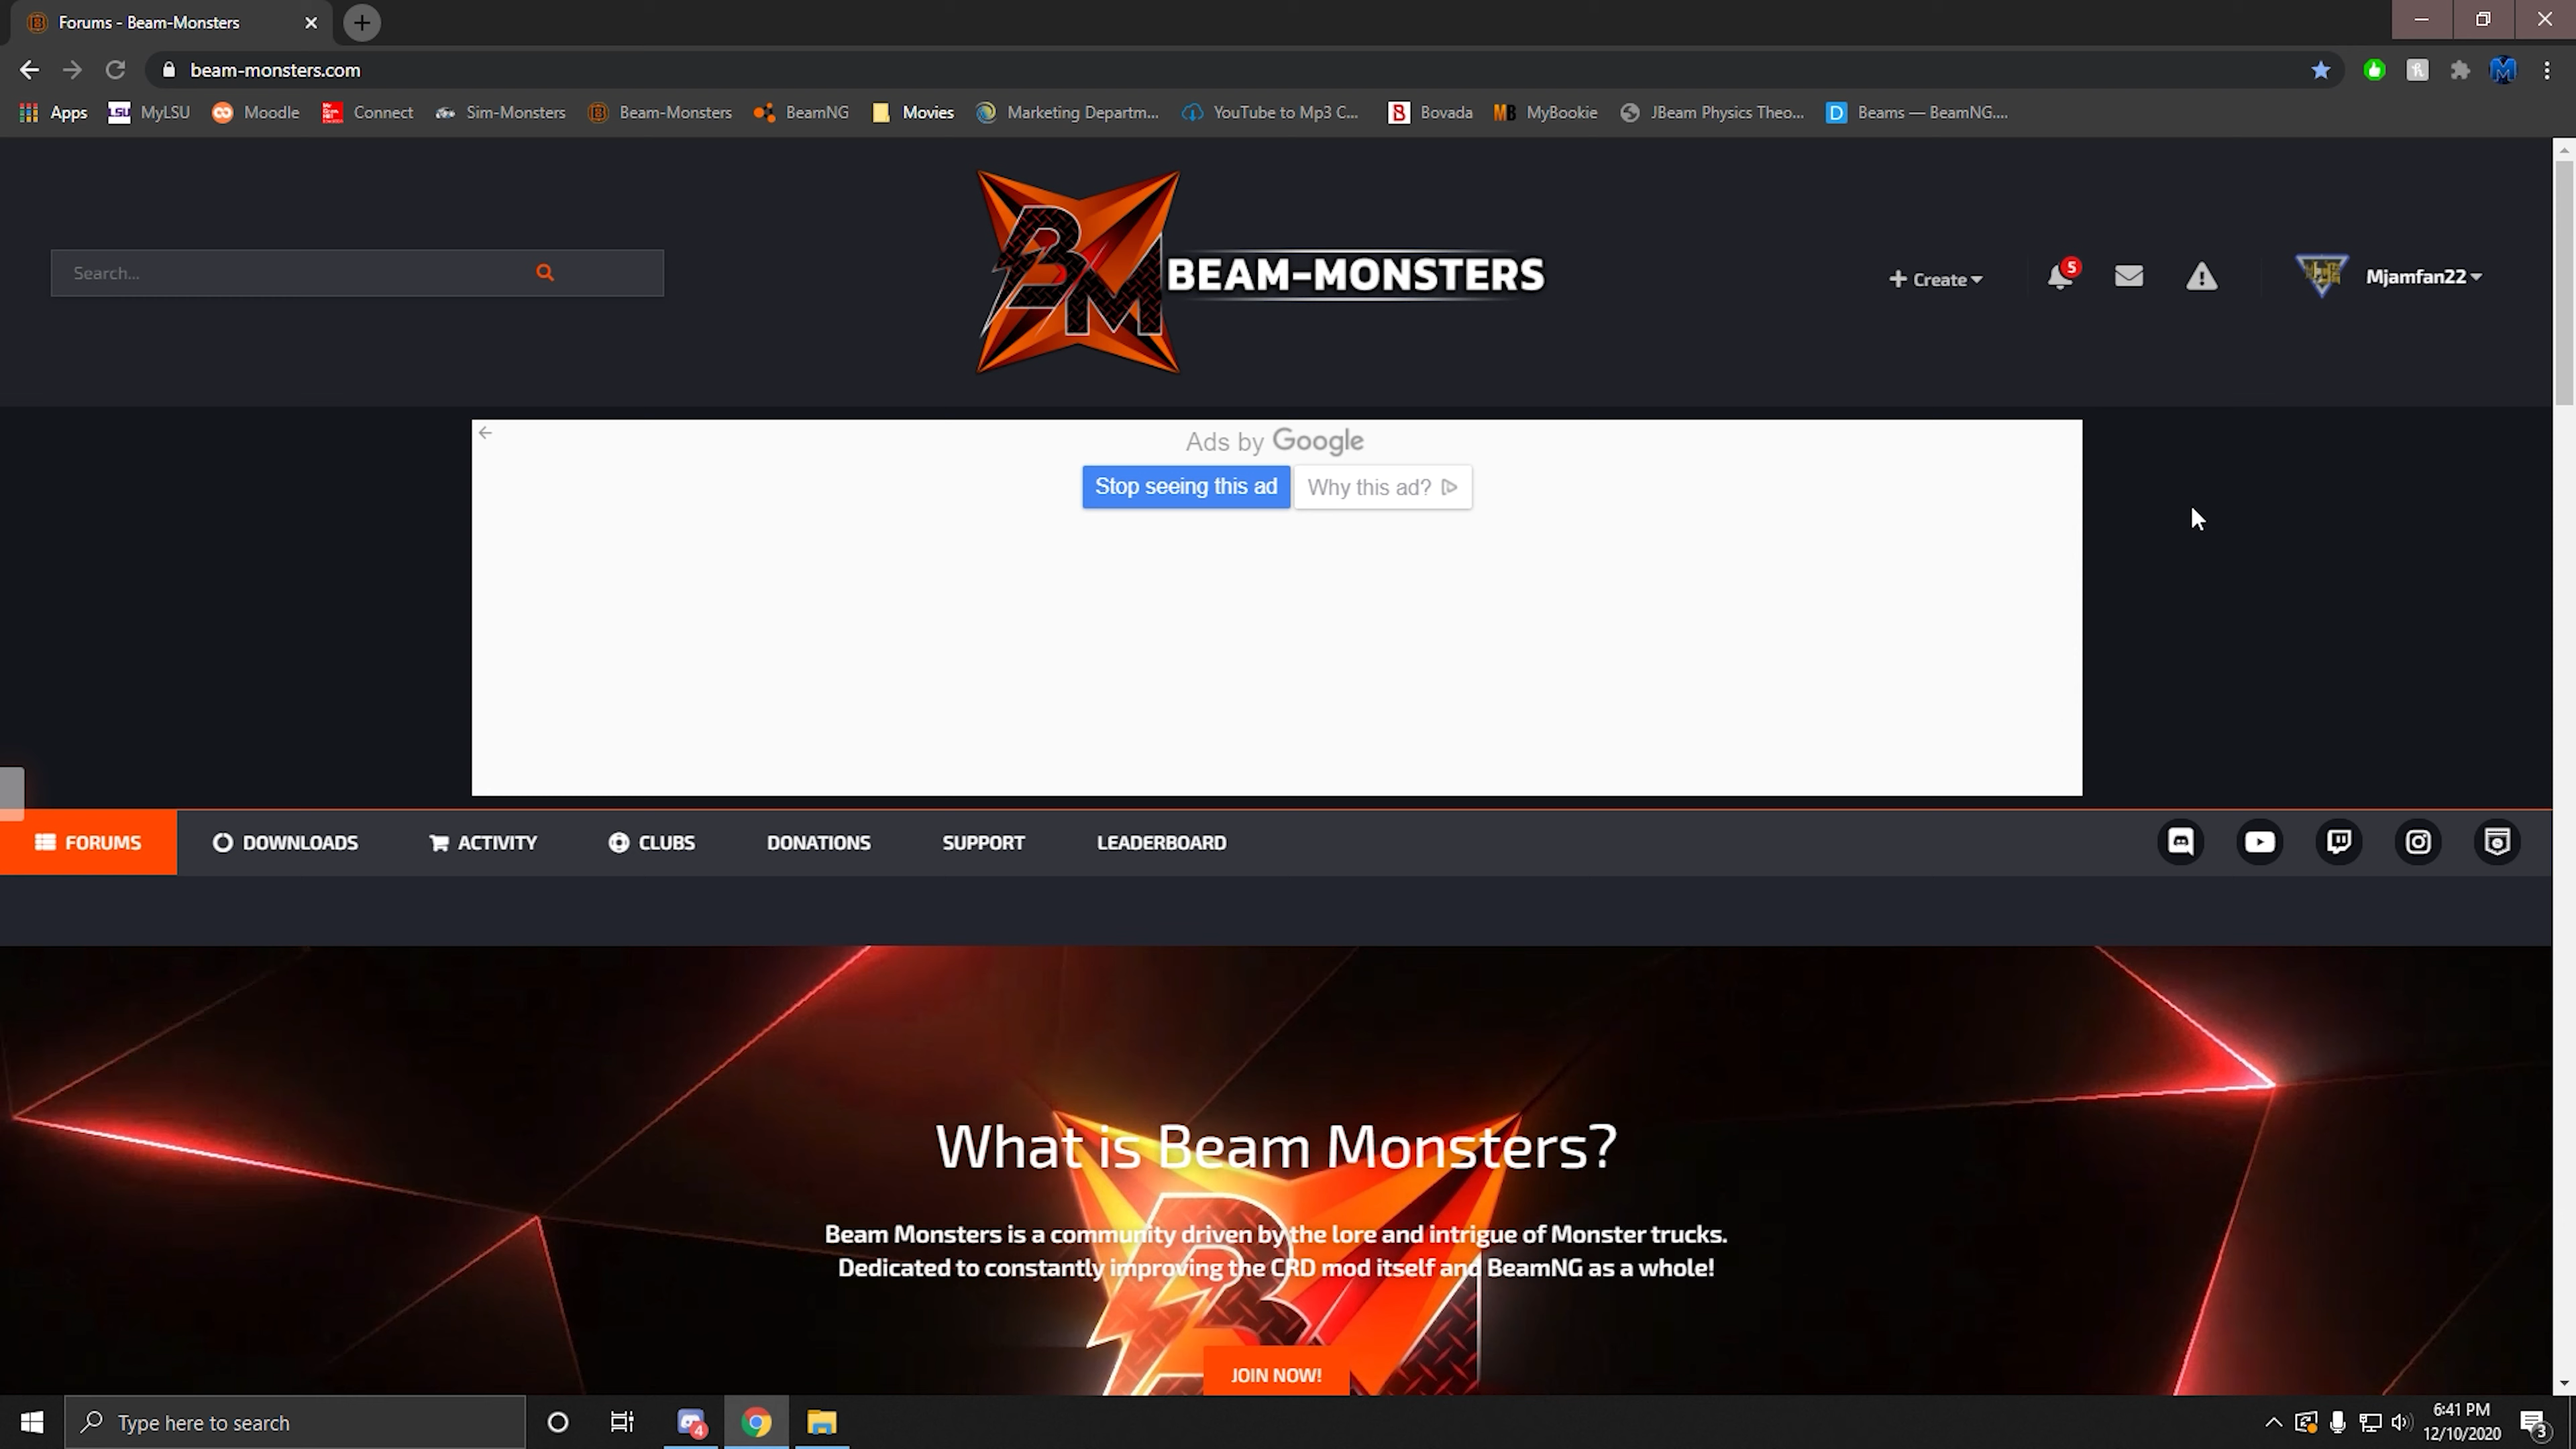 Forums - Beam-Monsters
beam-monsters.com
Apps MyLSU Moodle Connect Sim-Monsters Beam-Monsters BeamNG Movies Marketing Departm... YouTube to Mp3 C... Bovada MyBookie JBeam Physics Theo... Beams — BeamNG....
Search...
BM
BEAM-MONSTERS
+ Create
5
Mjamfan22
Ads by Google
Stop seeing this ad
Why this ad?
FORUMS DOWNLOADS ACTIVITY CLUBS DONATIONS SUPPORT LEADERBOARD
What is Beam Monsters?
Beam Monsters is a community driven by the lore and intrigue of Monster trucks.
Dedicated to constantly improving the CRD mod itself and BeamNG as a whole!
JOIN NOW!
Type here to search
4
6:41 PM
12/10/2020
3